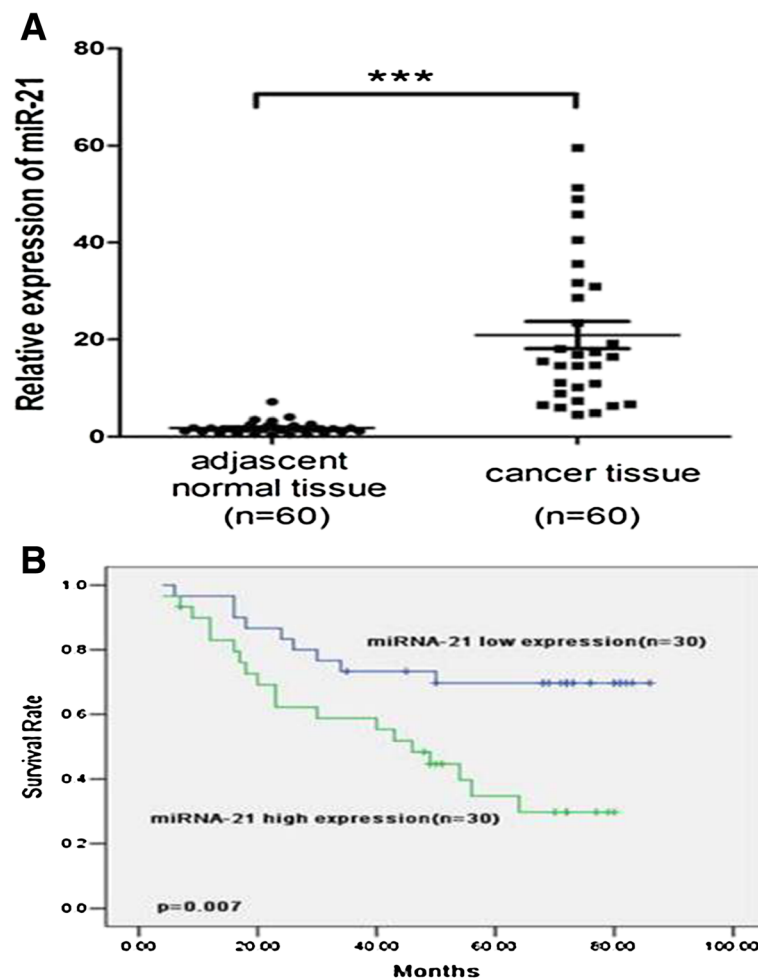 A
Relative expression of miR-21
80
60
40
20
0
***
adjascent
normal tissue
(n=60)
cancer tissue
(n=60)
B
Survival Rate
1 0
0 8
0 6
0 4
0 2
0 0
miRNA-21 low expression(n=30)
miRNA-21 high expression(n=30)
p=0.007
0 00 20 00 40 00 60 00 80 00 100 00
Months